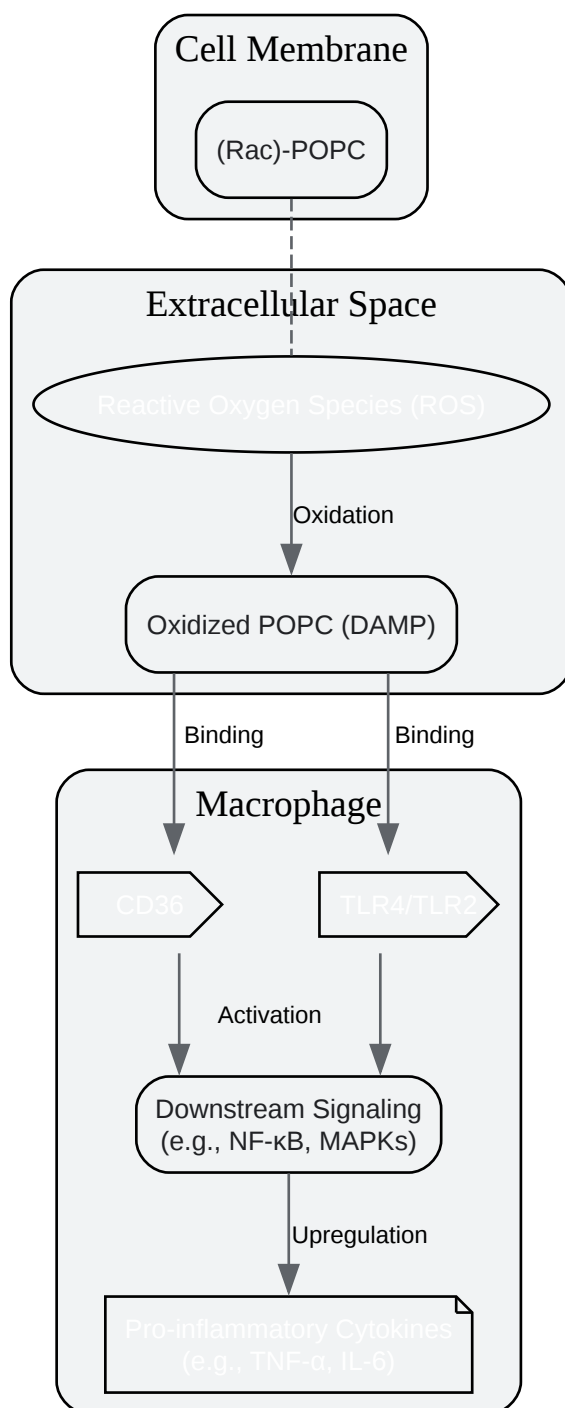 Cell Membrane
(Rac)-POPC
Extracellular Space
Reactive Oxygen Species (ROS)
Oxidation
Oxidized POPC (DAMP)
Binding
Binding
Macrophage
CD36
TLR4/TLR2
Activation
Downstream Signaling
(e.g., NF-κB, MAPKs)
Upregulation
Pro-inflammatory Cytokines
(e.g., TNF-α, IL-6)